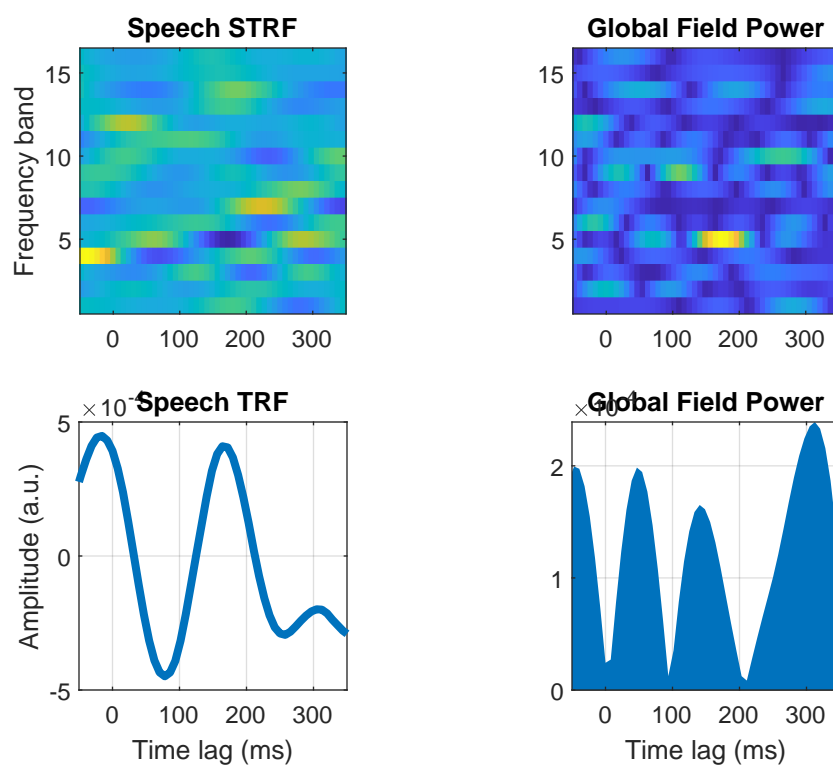 Speech STRF
Global Field Power
Frequency band
15
10
5
0 100 200 300
15
10
5
0 100 200 300
× 10^-4
Speech TRF
Global Field Power
Amplitude (a.u.)
5
0
-5
0 100 200 300
Time lag (ms)
2
1
0
0 100 200 300
Time lag (ms)